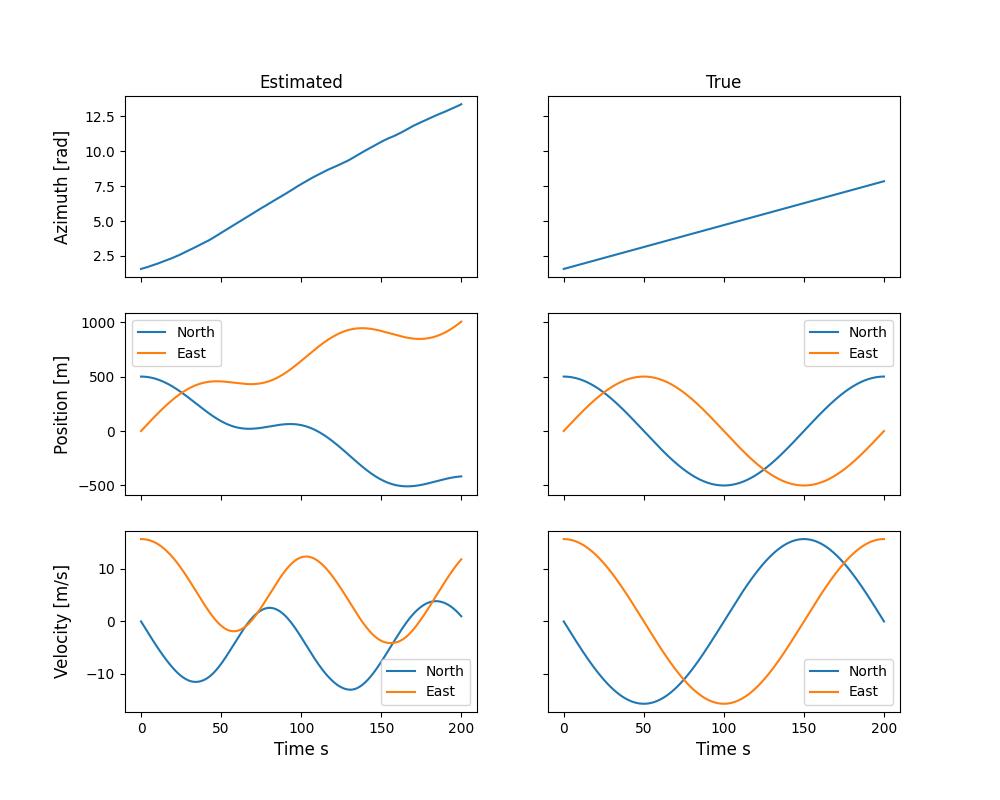 Estimated
True
Azimuth [rad]
12.5
10.0
7.5
5.0
2.5
Position [m]
1000
500
0
−500
North
East
North
East
Velocity [m/s]
10
0
−10
North
East
North
East
0 50 100 150 200
0 50 100 150 200
Time s
Time s